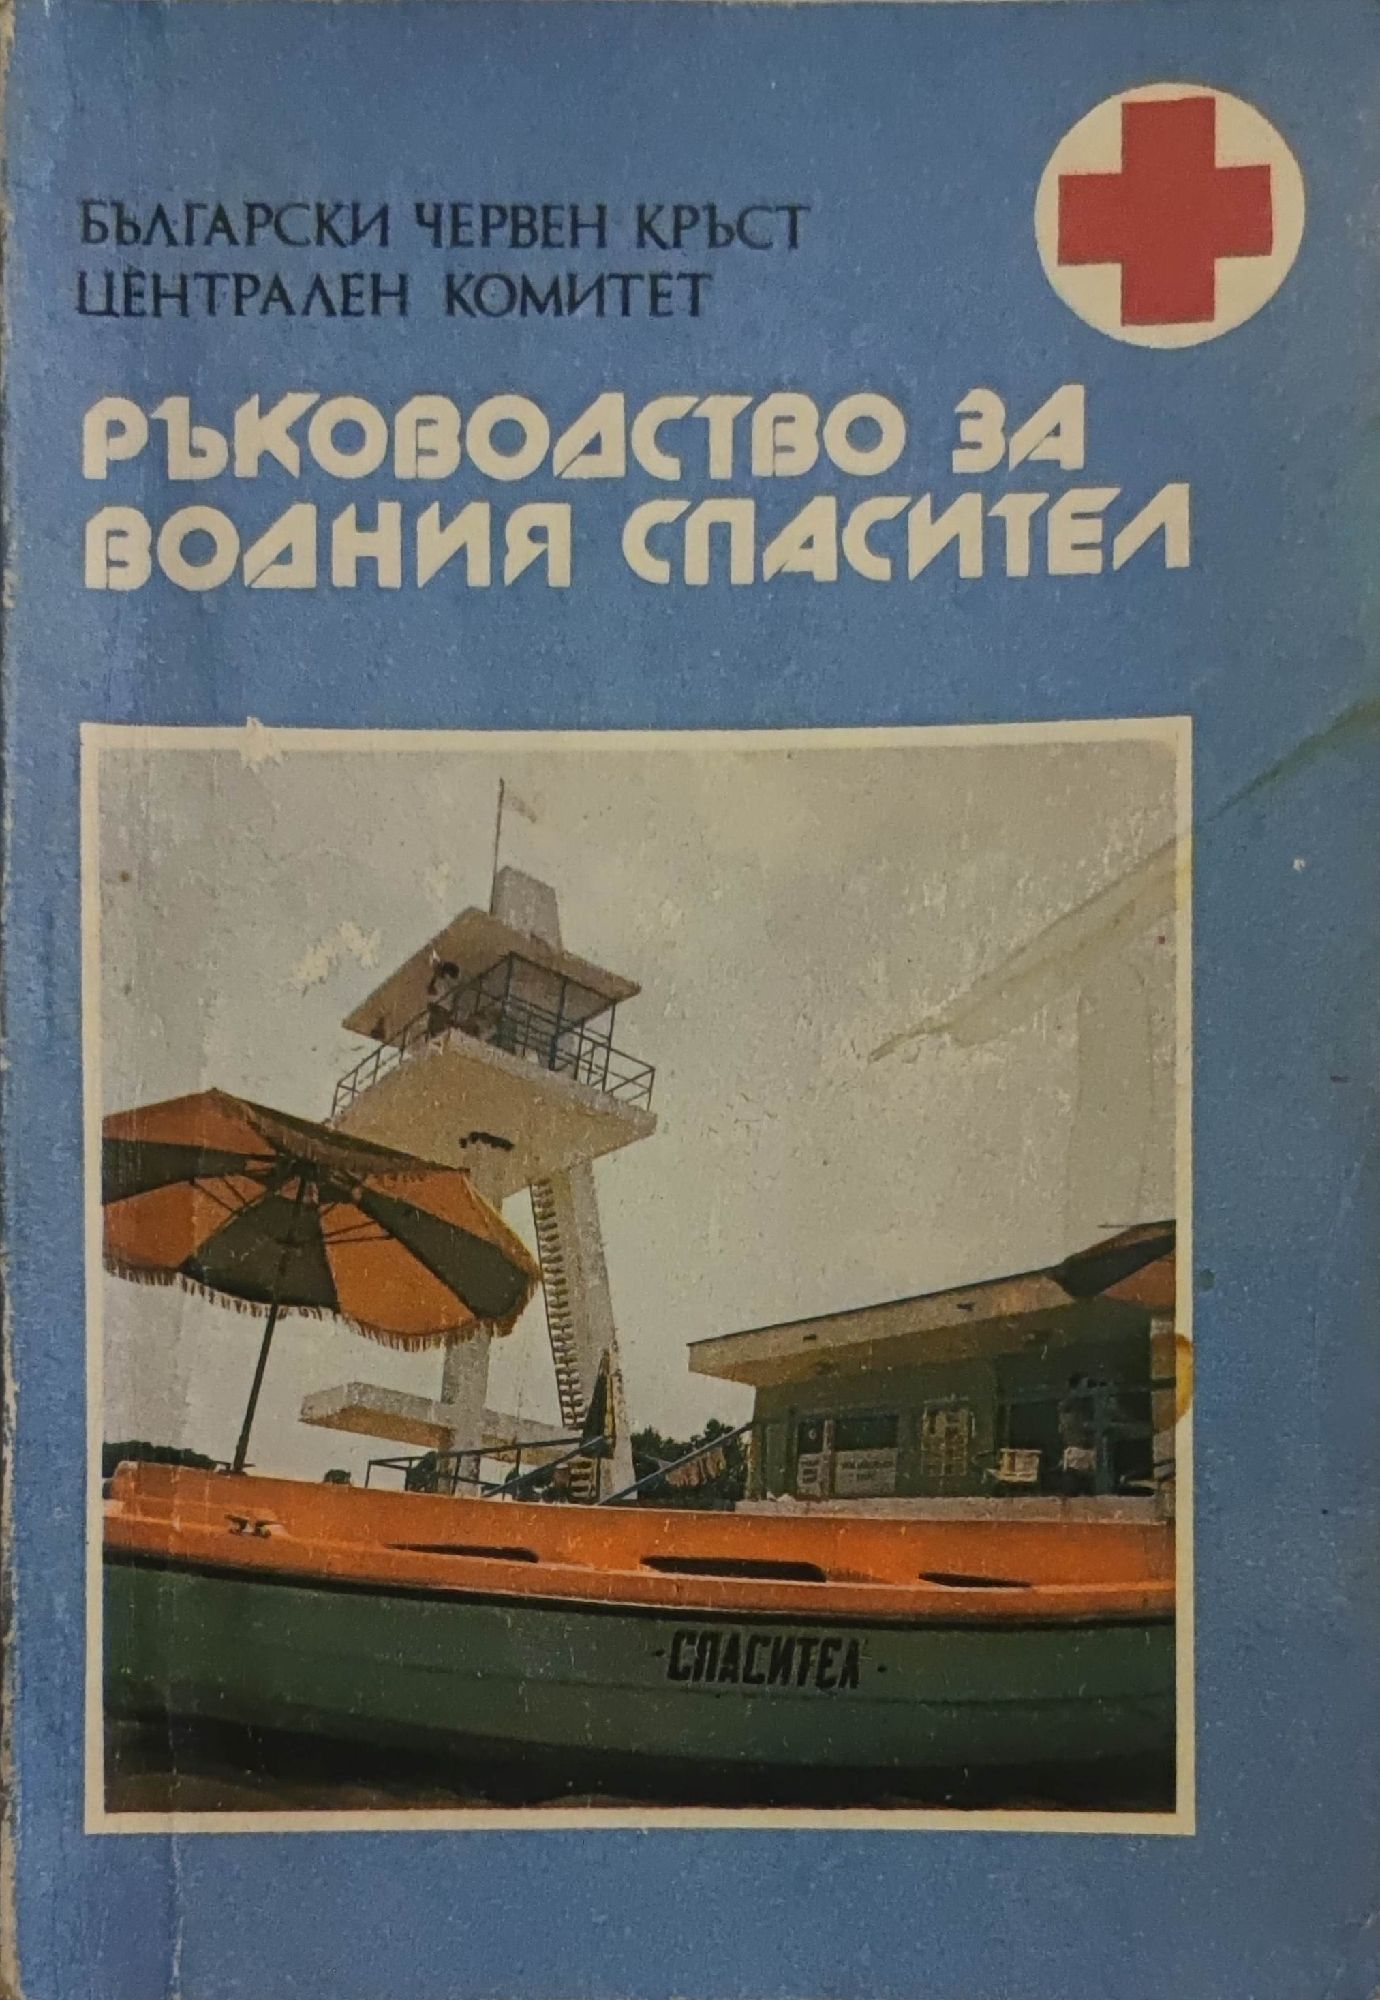 БЪЛГАРСКИ ЧЕРВЕН КРЪСТ
ЦЕНТРАЛЕН КОМИТЕТ
РЪКОВОДСТВО ЗА
ВОДНИЯ СПАСИТЕЛ
·СПАСИТЕЛ·